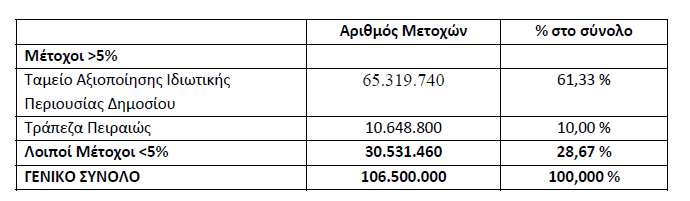 Αριθμός Μετοχών % στο σύνολο
Μέτοχοι >5%
Ταμείο Αξιοποίησης Ιδιωτικής 65.319.740 61,33 %
Περιουσίας Δημοσίου
Τράπεζα Πειραιώς 10.648.800 10,00 %
Λοιποί Μέτοχοι <5% 30.531.460 28,67 %
ΓΕΝΙΚΟ ΣΥΝΟΛΟ 106.500.000 100,000 %